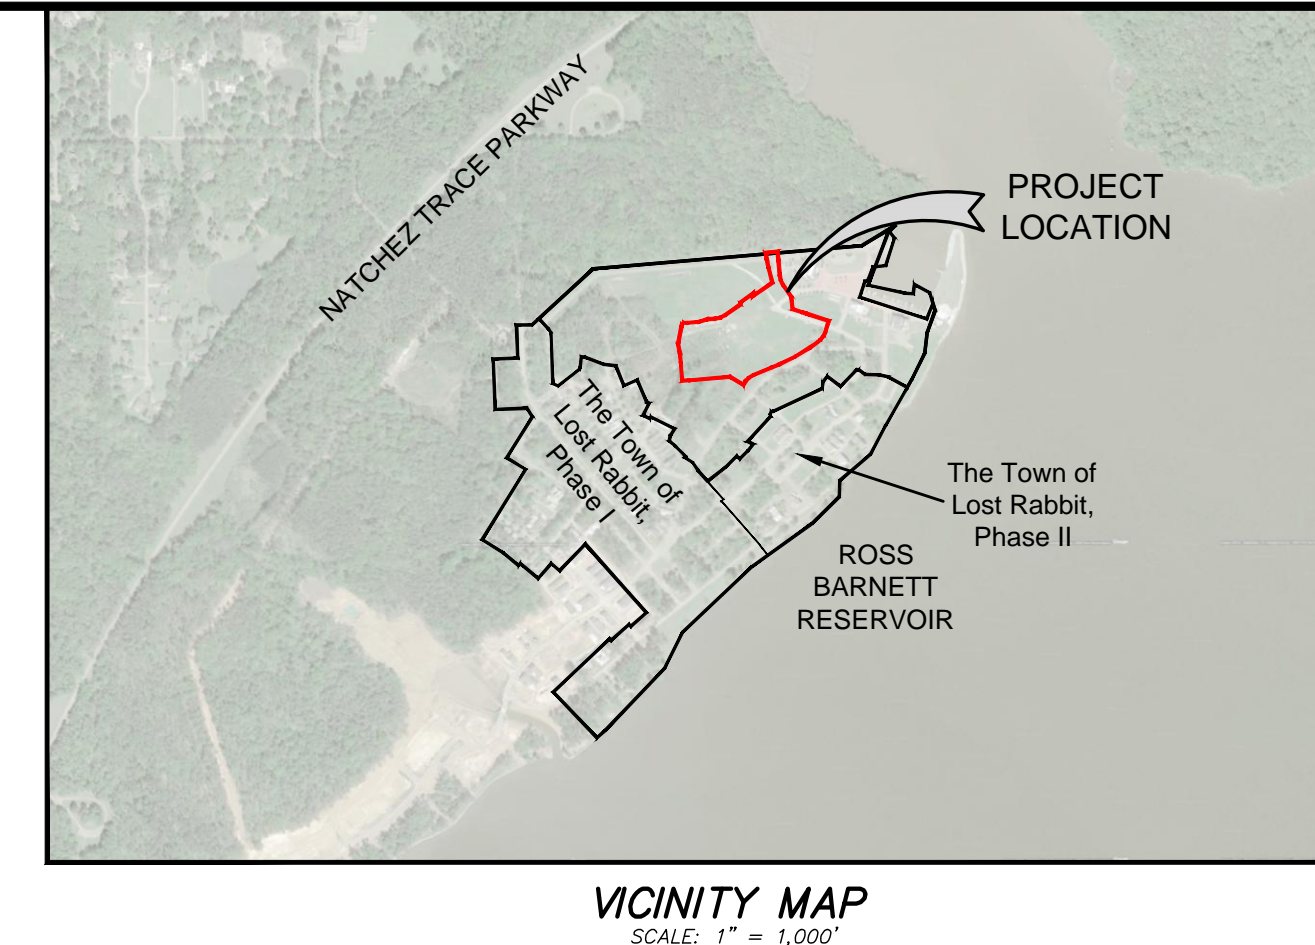 NATCHEZ TRACE PARKWAY
PROJECT
LOCATION
The Town of
Lost Rabbit,
Phase I
The Town of
Lost Rabbit,
Phase II
ROSS
BARNETT
RESERVOIR
VICINITY MAP
SCALE: 1" = 1,000'